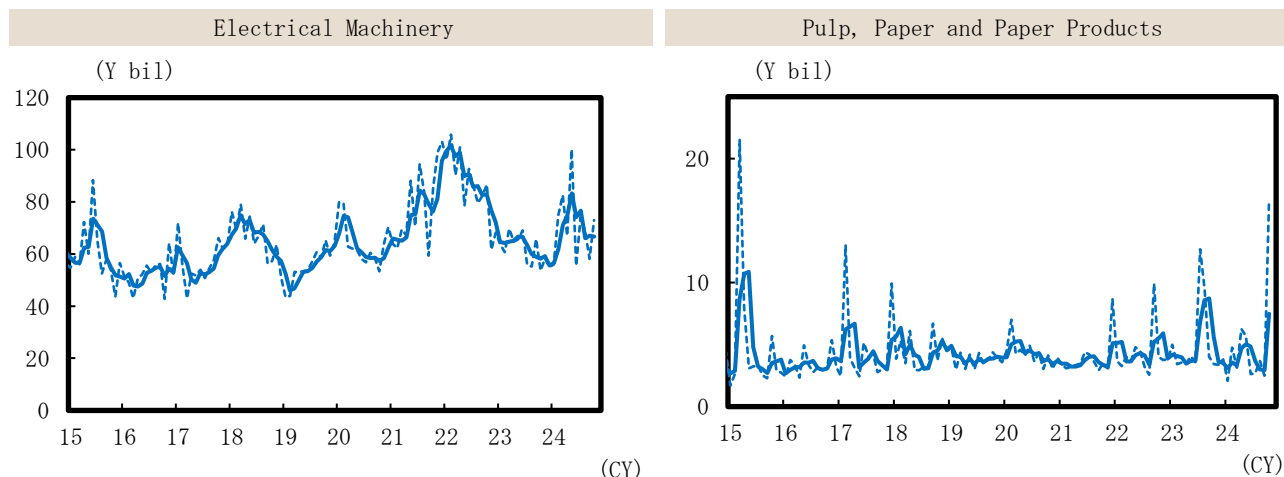 Electrical Machinery
(Y bil)
120
100
80
60
40
20
0
15 16 17 18 19 20 21 22 23 24
(CY)
Pulp, Paper and Paper Products
(Y bil)
20
10
0
15 16 17 18 19 20 21 22 23 24
(CY)